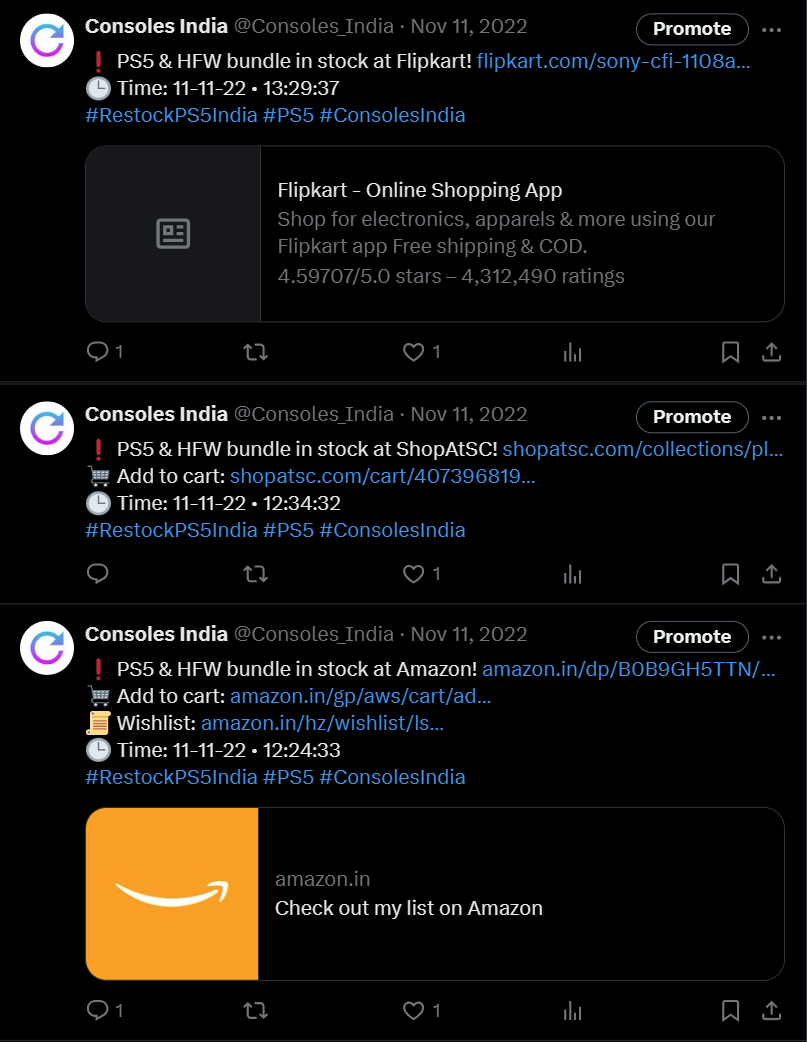 Consoles India @Consoles_India · Nov 11, 2022 Promote
❗ PS5 & HFW bundle in stock at Flipkart! flipkart.com/sony-cfi-1108a...
🕒 Time: 11-11-22 • 13:29:37
#RestockPS5India #PS5 #ConsolesIndia
Flipkart - Online Shopping App
Shop for electronics, apparels & more using our
Flipkart app Free shipping & COD.
4.59707/5.0 stars – 4,312,490 ratings
1 1
Consoles India @Consoles_India · Nov 11, 2022 Promote
❗ PS5 & HFW bundle in stock at ShopAtSC! shopatsc.com/collections/pl...
🛒 Add to cart: shopatsc.com/cart/407396819...
🕒 Time: 11-11-22 • 12:34:32
#RestockPS5India #PS5 #ConsolesIndia
1
Consoles India @Consoles_India · Nov 11, 2022 Promote
❗ PS5 & HFW bundle in stock at Amazon! amazon.in/dp/B0B9GH5TTN/...
🛒 Add to cart: amazon.in/gp/aws/cart/ad...
📜 Wishlist: amazon.in/hz/wishlist/ls...
🕒 Time: 11-11-22 • 12:24:33
#RestockPS5India #PS5 #ConsolesIndia
amazon.in
Check out my list on Amazon
1 1